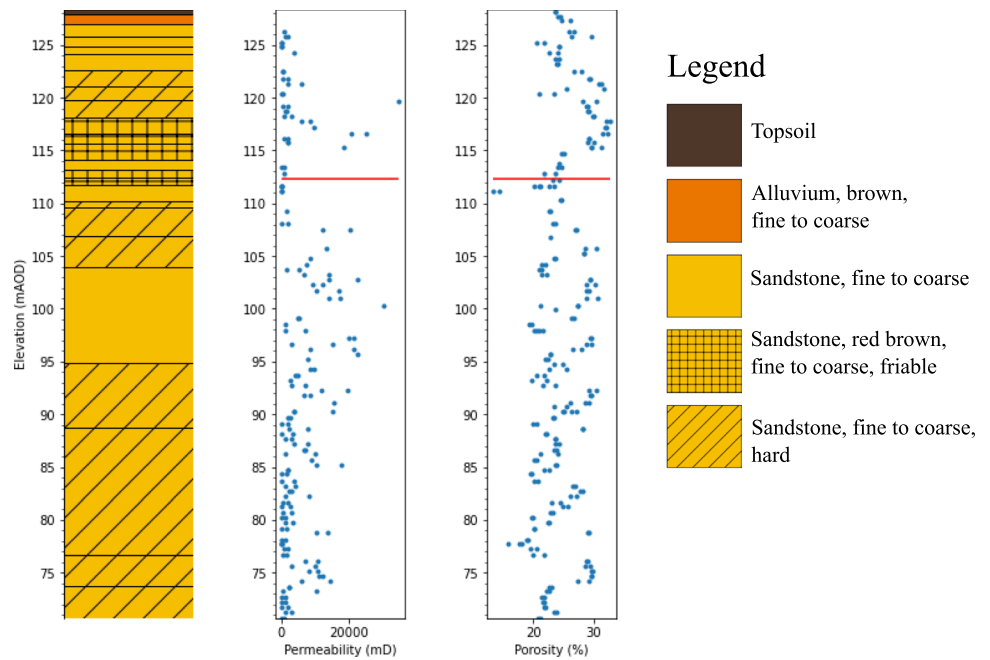 Elevation (mAOD)
125
120
115
110
105
100
95
90
85
80
75
125
120
115
110
105
100
95
90
85
80
75
0 20000
Permeability (mD)
125
120
115
110
105
100
95
90
85
80
75
20 30
Porosity (%)
Legend
Topsoil
Alluvium, brown,
fine to coarse
Sandstone, fine to coarse
Sandstone, red brown,
fine to coarse, friable
Sandstone, fine to coarse,
hard